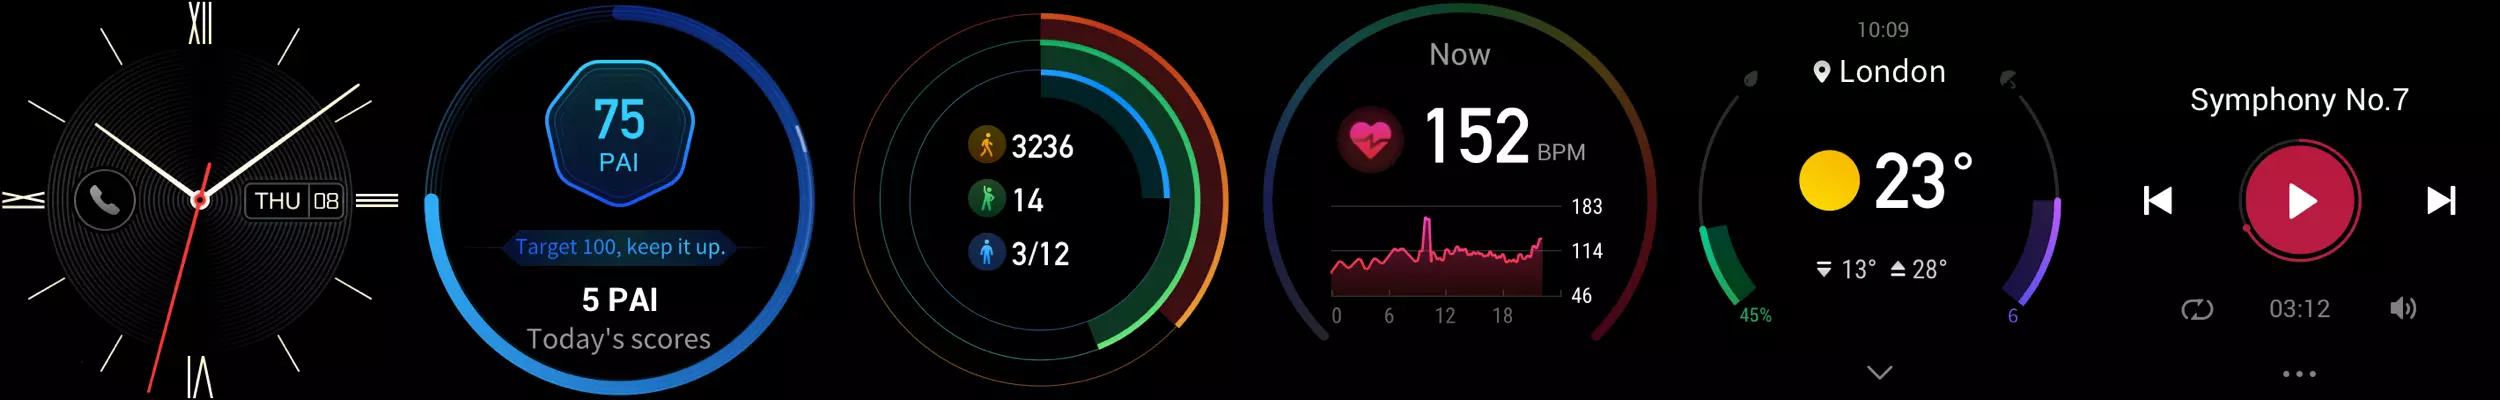 XII
III
VI
IX
THU 08
75
PAI
Target 100, keep it up.
5 PAI
Today's scores
3236
14
3/12
Now
152 BPM
183
114
46
0 6 12 18
10:09
London
23°
13° 28°
45%
6
Symphony No.7
03:12